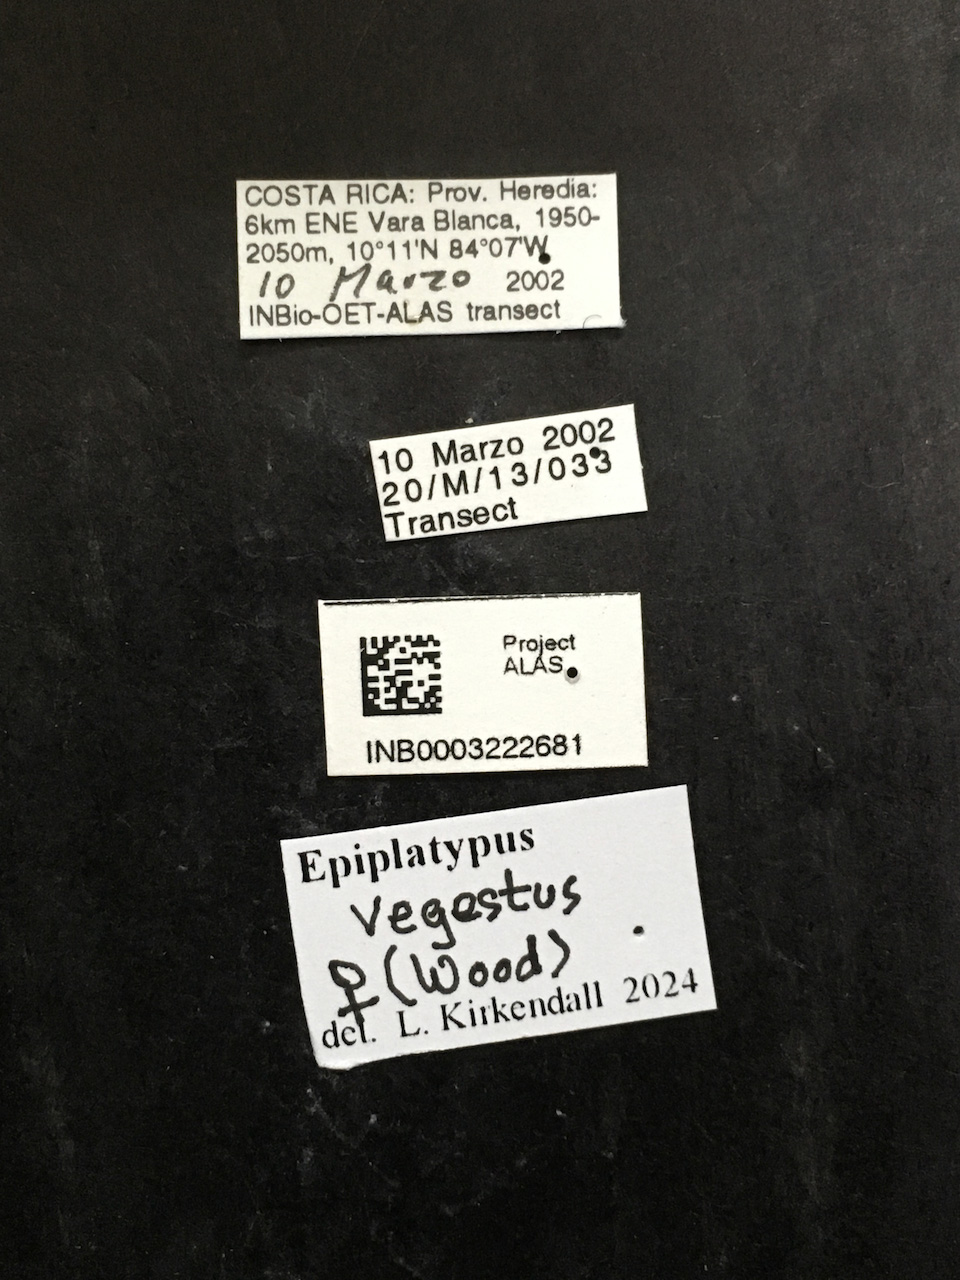 COSTA RICA: Prov. Heredia:
6km ENE Vara Blanca, 1950-
2050m, 10°11'N 84°07'W
10 Marzo 2002
INBio-OET-ALAS transect
10 Marzo 2002
20/M/13/033
Transect
Project
ALAS
INB0003222681
Epiplatypus
vegestus
♀ (Wood)
det. L. Kirkendall 2024